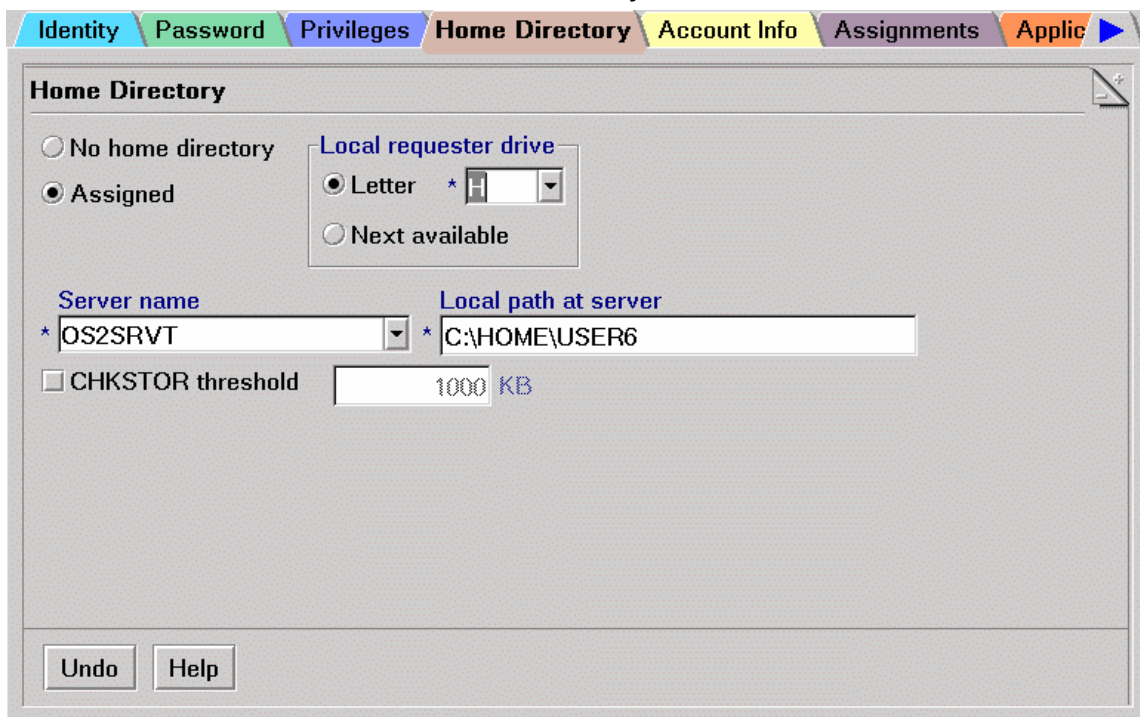 Identity Password Privileges Home Directory Account Info Assignments Applic
Home Directory
No home directory
Assigned
Local requester drive
Letter * H
Next available
Server name Local path at server
* OS2SRVT * C:\HOME\USER6
CHKSTOR threshold 1000 KB
Undo Help